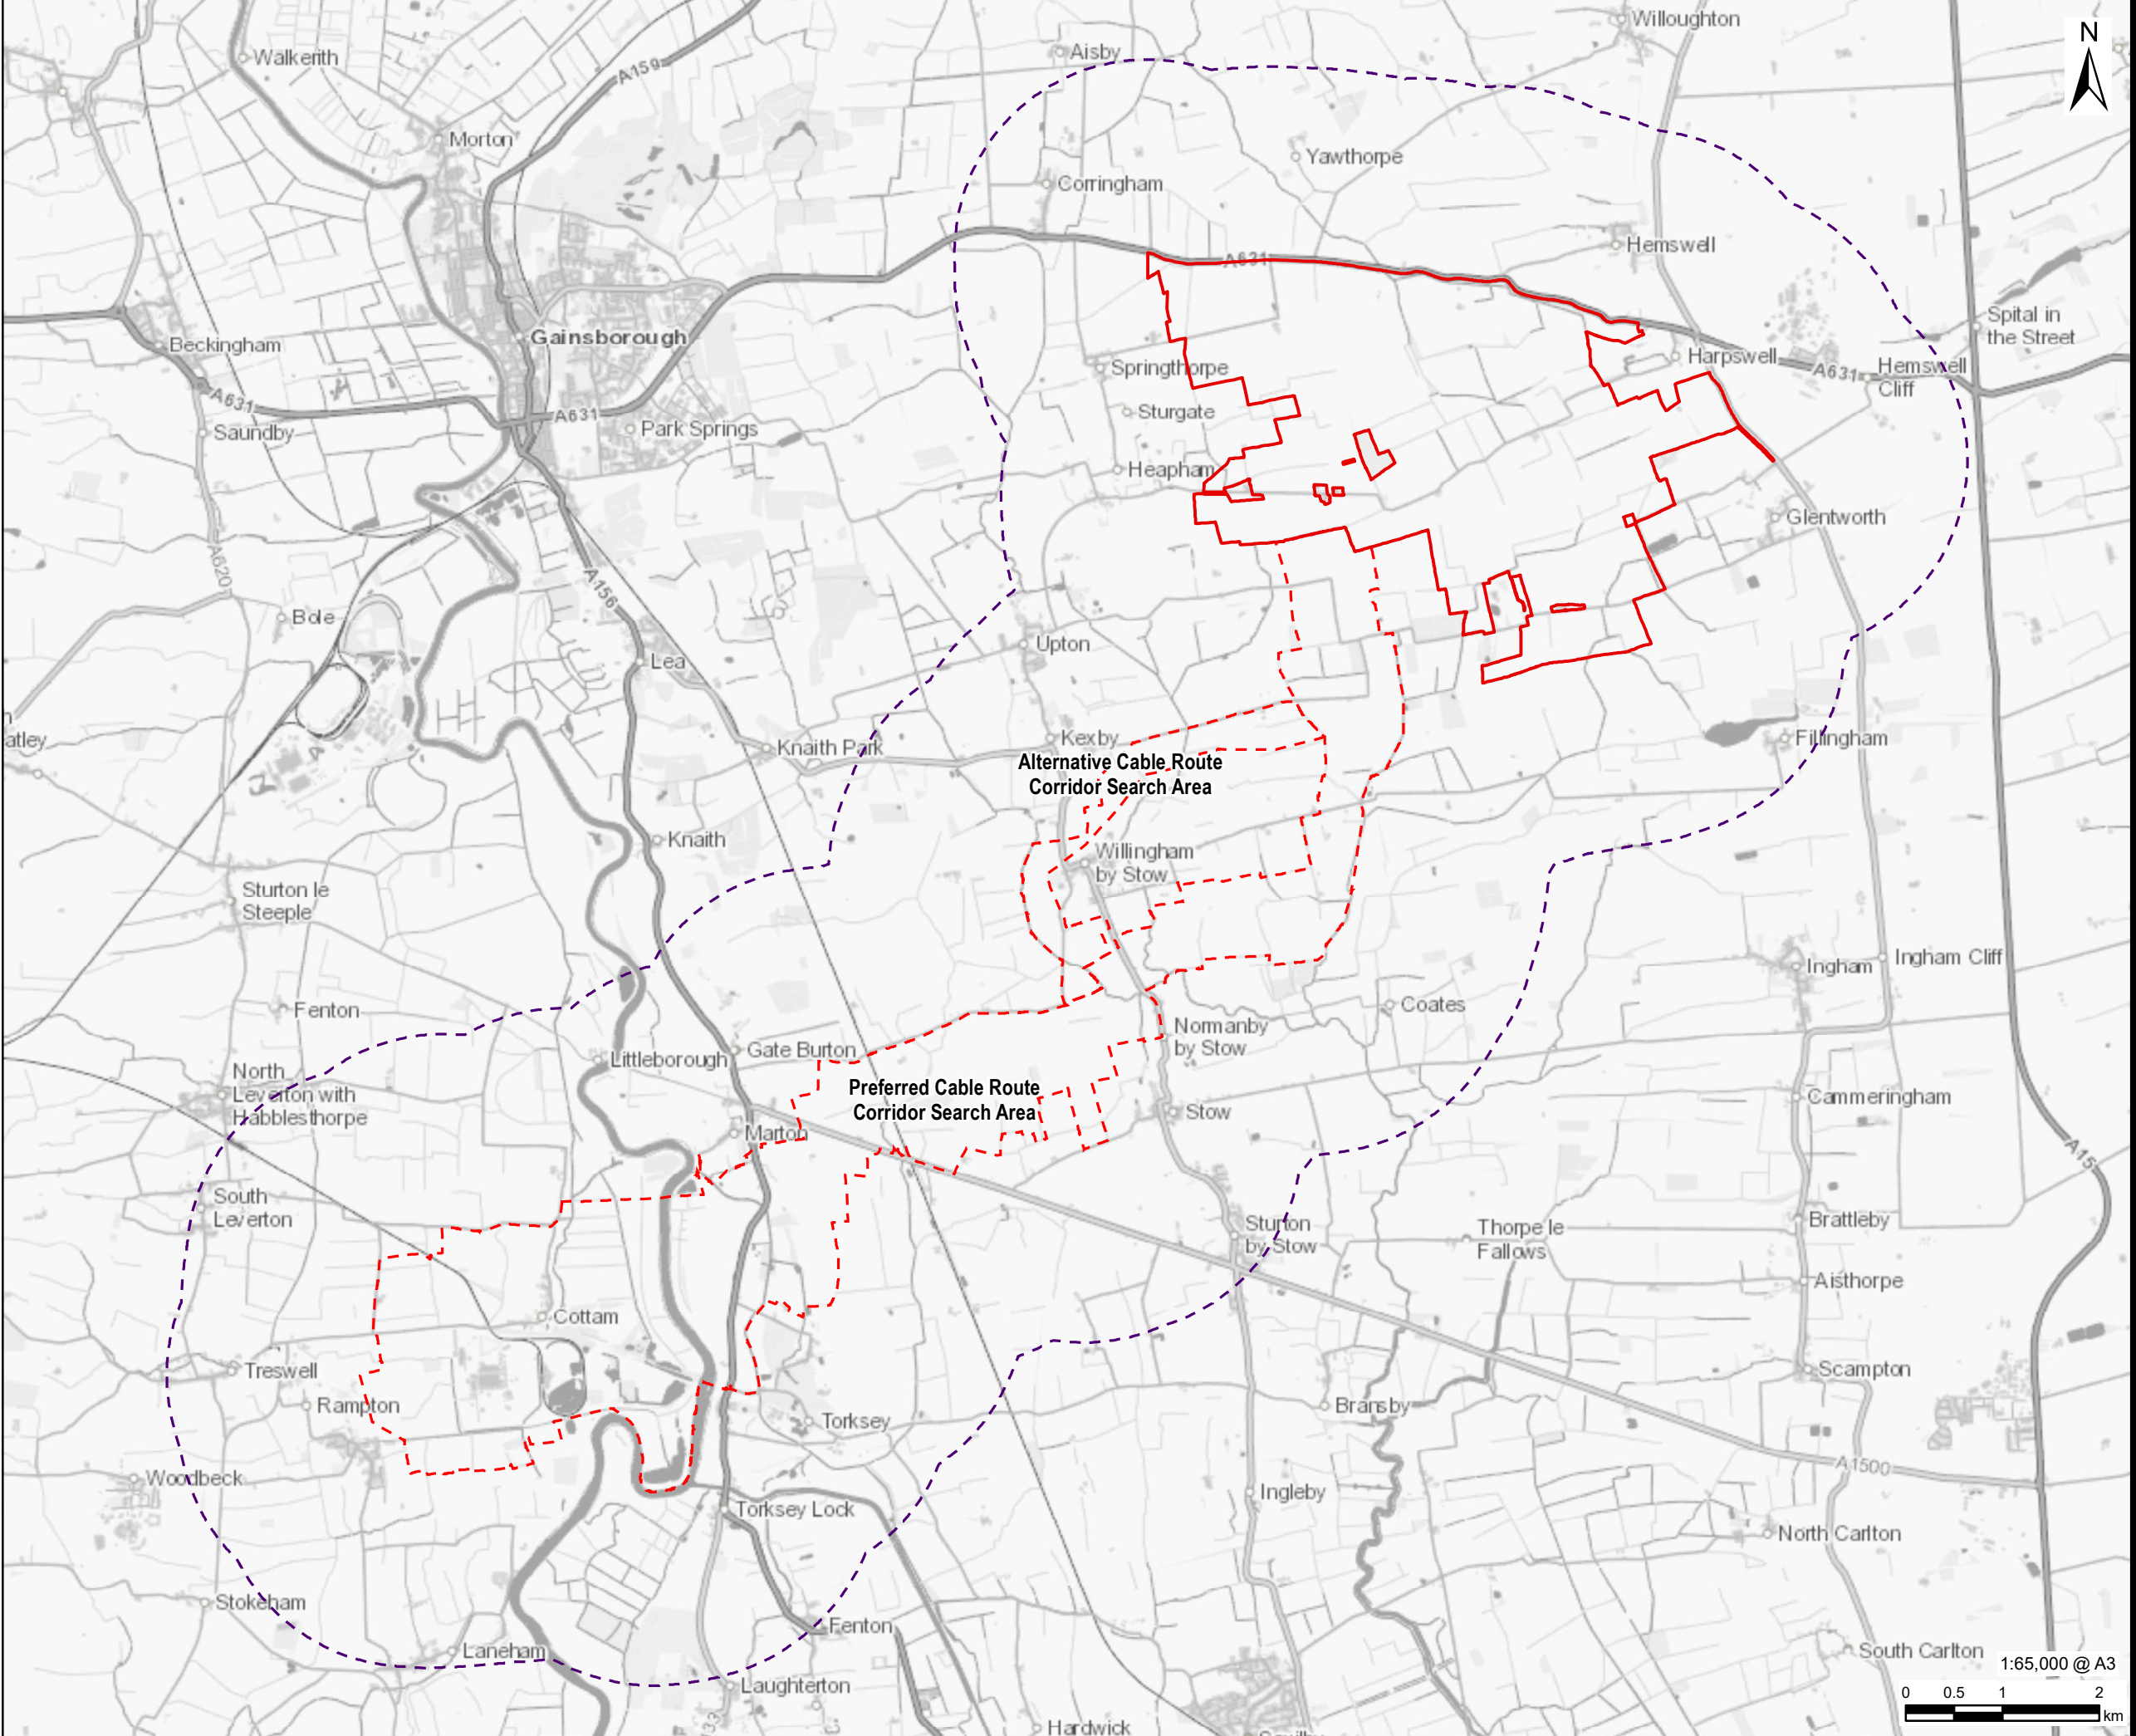 Willoughton
N
Walkerith
Aisby
A159
Morton
Yawthorpe
Corringham
Hemswell
A631
Spital in
the Street
Gainsborough
Beckingham
Harpswell
Springthorpe
A631
Hemswell
Cliff
A631
A631
Sturgate
Park Springs
Saundby
Heapham
Glentworth
A620
A156
Bole
Upton
Lea
atley
Knaith Park
Kexby
Fillingham
Alternative Cable Route
Corridor Search Area
Knaith
Willingham
by Stow
Sturton le
Steeple
Ingham
Ingham Cliff
Fenton
Coates
Normanby
by Stow
Littleborough
Gate Burton
North
Leverton with
Habblesthorpe
Preferred Cable Route
Corridor Search Area
Stow
Cammeringham
Marton
A15
South
Leverton
Sturton
by Stow
Thorpe le
Fallows
Brattleby
Aisthorpe
Cottam
Treswell
Scampton
Rampton
Bransby
Torksey
Woodbeck
A1500
Ingleby
Torksey Lock
North Carlton
Stokeham
Fenton
Laneham
South Carlton
1:65,000 @ A3
Laughterton
0 0.5 1 2
km
Hardwick